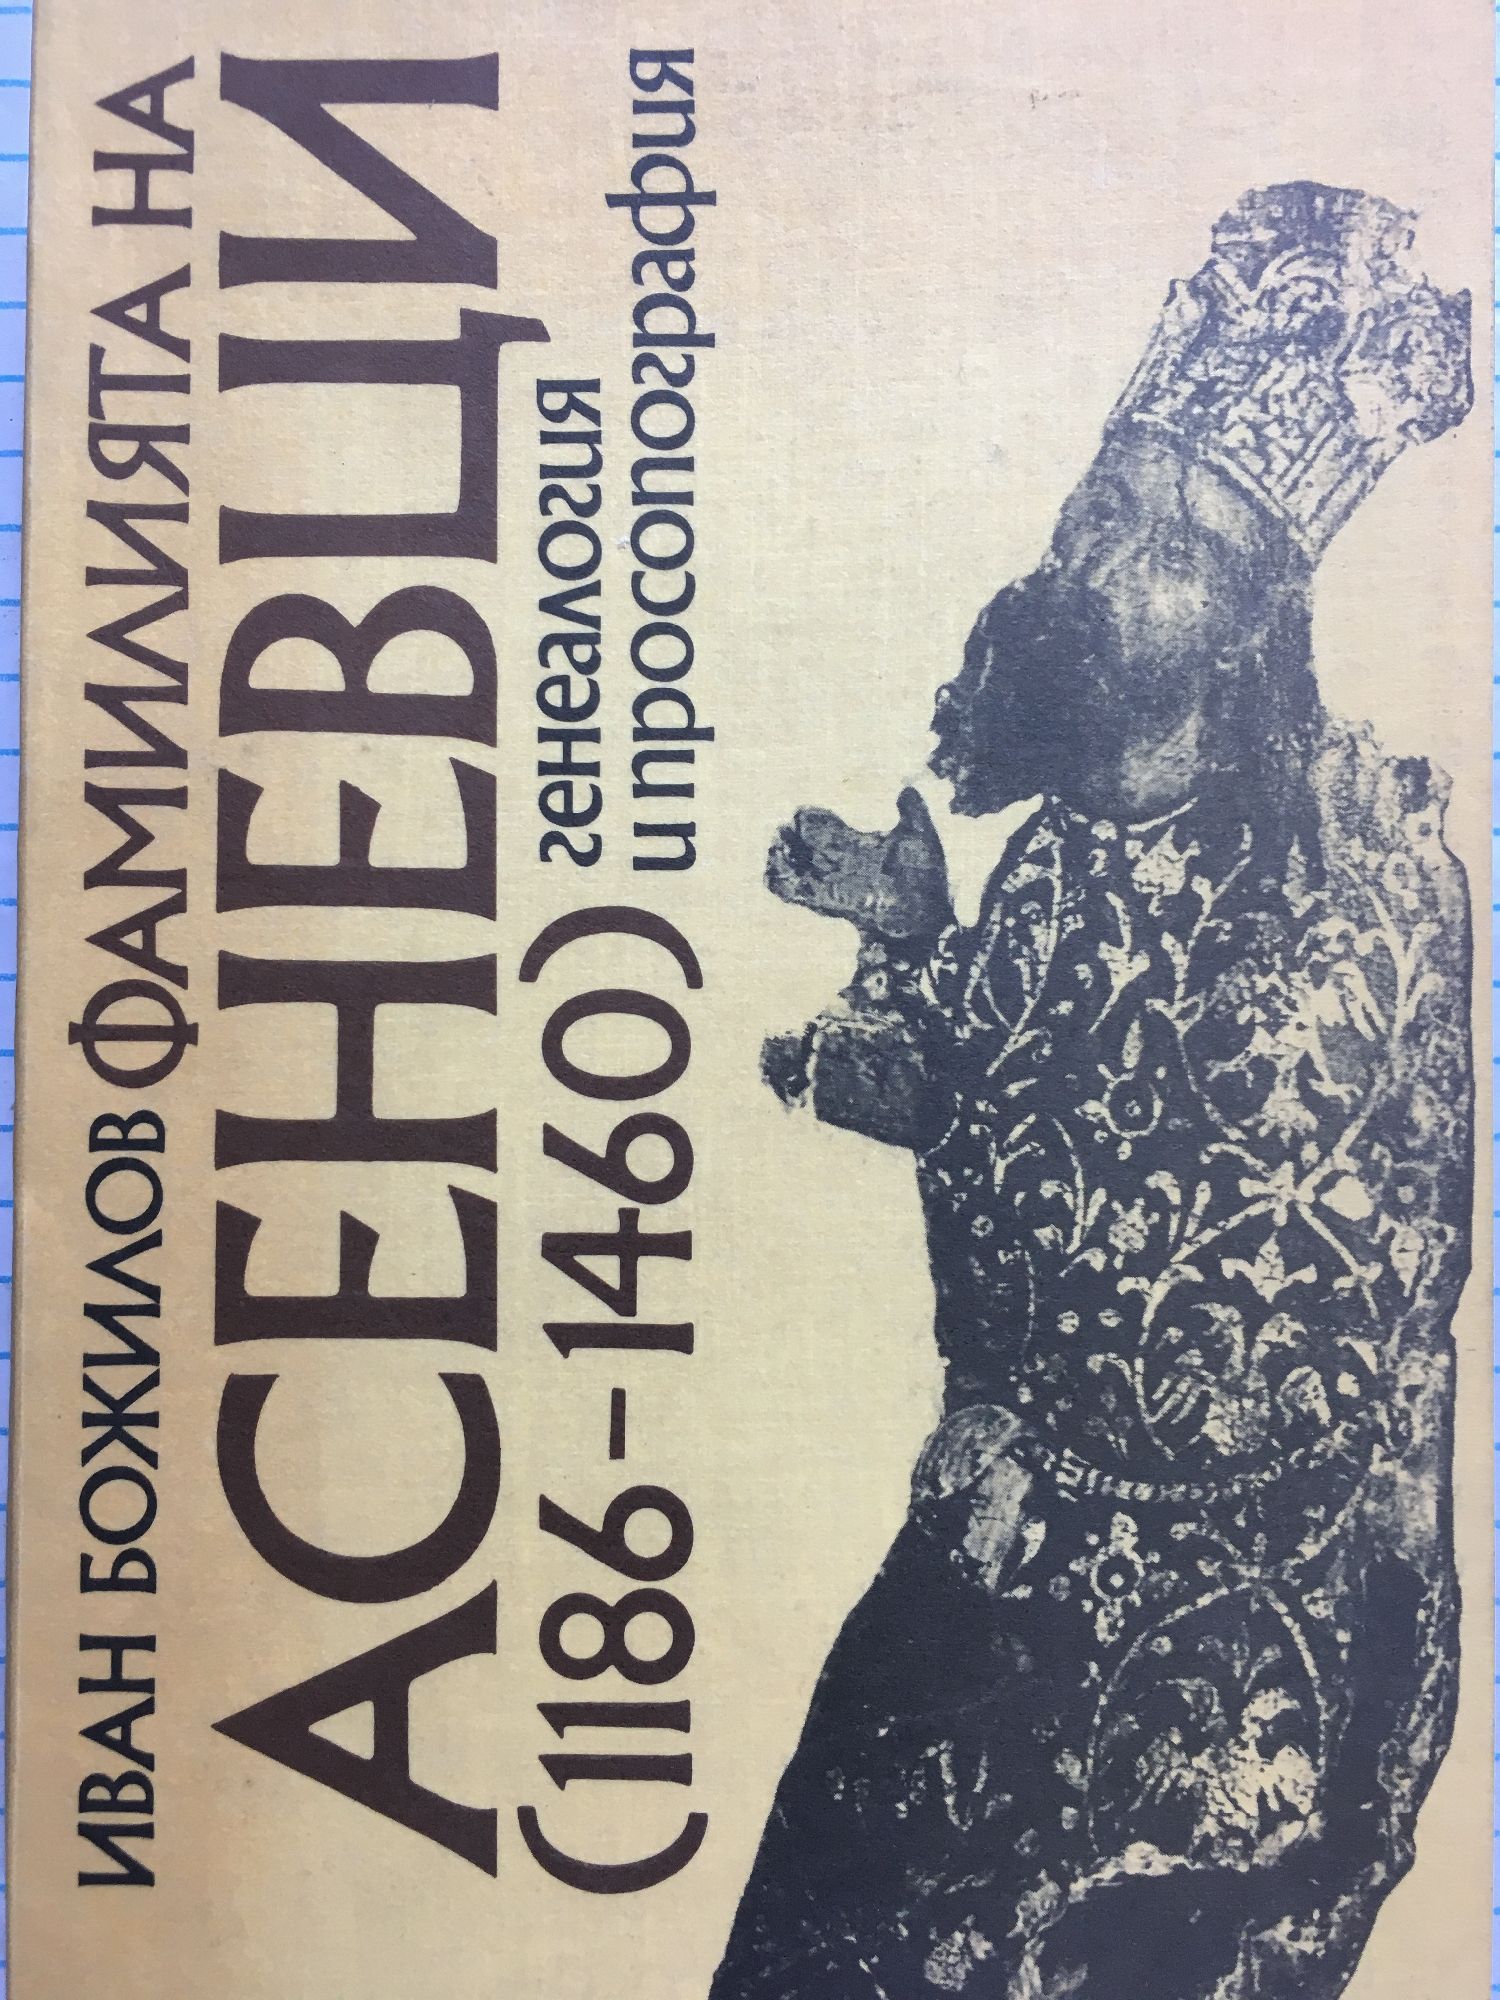 ИВАН БОЖИЛОВ ФАМИЛИЯТА НА
АСЕНЕВЦИ
(1186-1460) генеалогия
и просопография